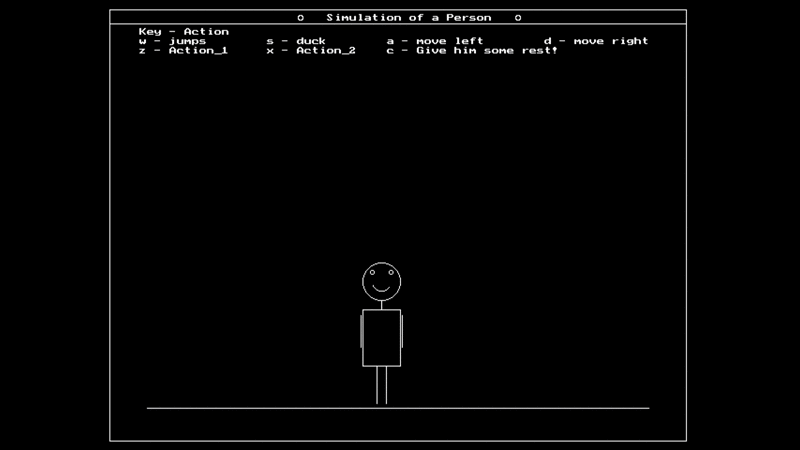 o Simulation of a Person o
Key - Action
w - jumps s - duck a - move left d - move right
z - Action_1 x - Action_2 c - Give him some rest!